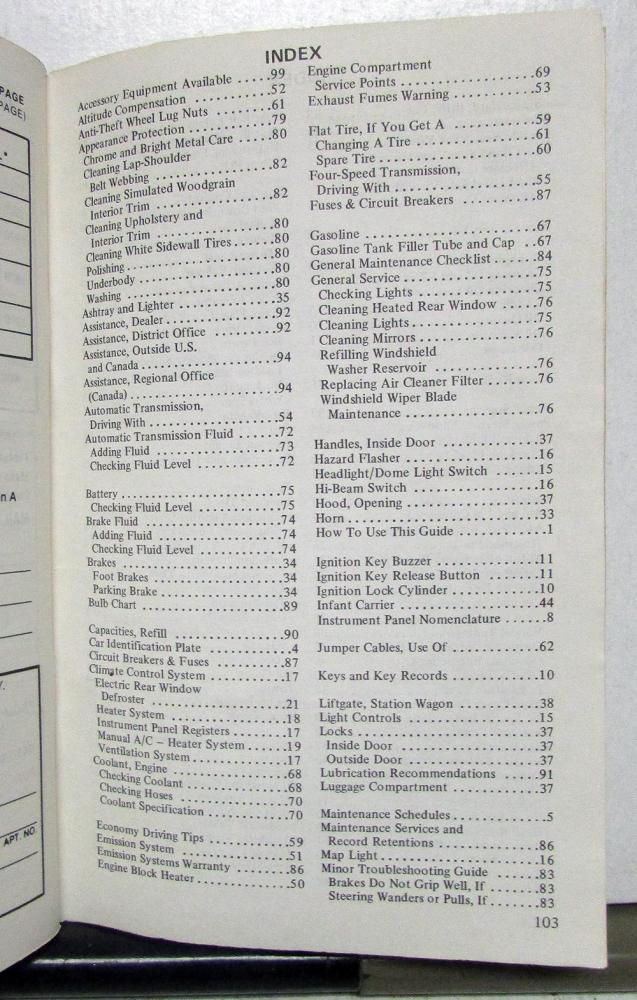 PAGE
PAGE)
n A
Y.
APT. NO.
INDEX
Accessory Equipment Available .....99
Altitude Compensation ..........52
Anti-Theft Wheel Lug Nuts .......61
Appearance Protection ...........79
Chrome and Bright Metal Care ....80
Cleaning Lap-Shoulder
Belt Webbing ................82
Cleaning Simulated Woodgrain
Interior Trim ................82
Cleaning Upholstery and
Interior Trim ................80
Cleaning White Sidewall Tires .....80
Polishing ....................80
Underbody ..................80
Washing ....................80
Ashtray and Lighter .............35
Assistance, Dealer ..............92
Assistance, District Office ........92
Assistance, Outside U.S.
and Canada ..................94
Assistance, Regional Office
(Canada) ....................94
Automatic Transmission,
Driving With .................54
Automatic Transmission Fluid ......72
Adding Fluid ................73
Checking Fluid Level ..........72
Battery .......................75
Checking Fluid Level ...........75
Brake Fluid ...................74
Adding Fluid ................74
Checking Fluid Level ..........74
Brakes .......................34
Foot Brakes .................34
Parking Brake ................34
Bulb Chart ....................89
Capacities, Refill ...............90
Car Identification Plate ...........4
Circuit Breakers & Fuses .........87
Climate Control System ..........17
Electric Rear Window
Defroster ..................21
Heater System ................18
Instrument Panel Registers .......17
Manual A/C – Heater System .....19
Ventilation System ............17
Coolant, Engine ................68
Checking Coolant .............68
Checking Hoses ..............70
Coolant Specification ..........70
Economy Driving Tips ...........59
Emission System ...............51
Emission Systems Warranty .......86
Engine Block Heater .............50
Engine Compartment
Service Points ................69
Exhaust Fumes Warning ..........53
Flat Tire, If You Get A ...........59
Changing A Tire ..............61
Spare Tire ...................60
Four-Speed Transmission,
Driving With .................55
Fuses & Circuit Breakers .........87
Gasoline .....................67
Gasoline Tank Filler Tube and Cap ..67
General Maintenance Checklist .....84
General Service .................75
Checking Lights ..............75
Cleaning Heated Rear Window ....76
Cleaning Lights ...............75
Cleaning Mirrors ..............76
Refilling Windshield
Washer Reservoir .............76
Replacing Air Cleaner Filter ......76
Windshield Wiper Blade
Maintenance .................76
Handles, Inside Door ............37
Hazard Flasher .................16
Headlight/Dome Light Switch ......15
Hi-Beam Switch ................16
Hood, Opening .................37
Horn ........................33
How To Use This Guide ...........1
Ignition Key Buzzer .............11
Ignition Key Release Button .......11
Ignition Lock Cylinder ...........10
Infant Carrier ..................44
Instrument Panel Nomenclature .....8
Jumper Cables, Use Of ...........62
Keys and Key Records ...........10
Liftgate, Station Wagon ..........38
Light Controls .................15
Locks .......................37
Inside Door .................37
Outside Door ................37
Lubrication Recommendations .....91
Luggage Compartment ...........37
Maintenance Schedules ............5
Maintenance Services and
Record Retentions .............86
Map Light ....................16
Minor Troubleshooting Guide ......83
Brakes Do Not Grip Well, If .......83
Steering Wanders or Pulls, If .......83
103